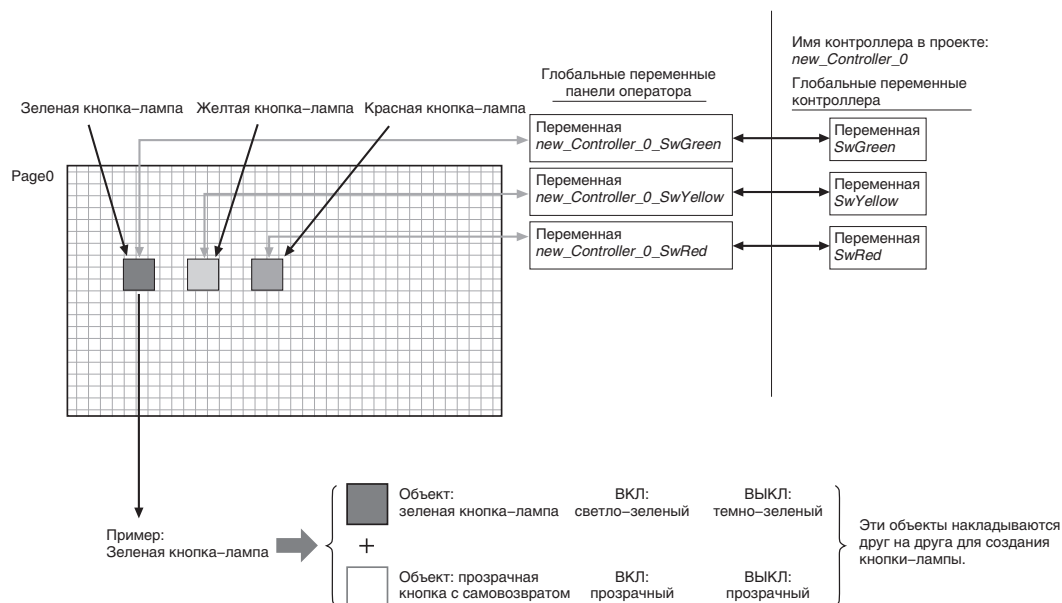 Имя контроллера в проекте:
new_Controller_0
Глобальные переменные
панели оператора
Глобальные переменные
контроллера
Зеленая кнопка–лампа
Желтая кнопка–лампа
Красная кнопка–лампа
Переменная
new_Controller_0_SwGreen
Переменная
SwGreen
Page0
Переменная
new_Controller_0_SwYellow
Переменная
SwYellow
Переменная
new_Controller_0_SwRed
Переменная
SwRed
Пример:
Зеленая кнопка–лампа
Объект:
зеленая кнопка–лампа
ВКЛ:
светло–зеленый
ВЫКЛ:
темно–зеленый
+
Объект: прозрачная
кнопка с самовозвратом
ВКЛ:
прозрачный
ВЫКЛ:
прозрачный
Эти объекты накладываются
друг на друга для создания
кнопки-лампы.